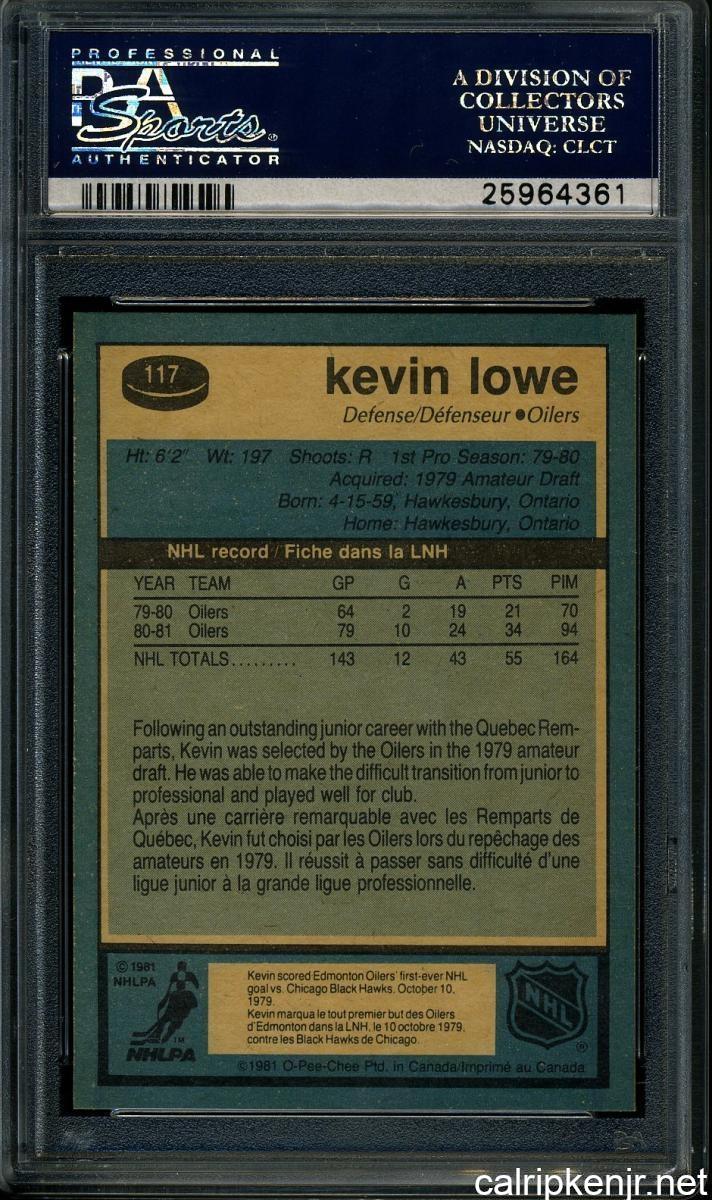 PROFESSIONAL
PSA
Sports
AUTHENTICATOR
A DIVISION OF
COLLECTORS
UNIVERSE
NASDAQ: CLCT
25964361
117
kevin lowe
Defense/Défenseur ●Oilers
Ht: 6'2" Wt: 197 Shoots: R 1st Pro Season: 79-80
Acquired: 1979 Amateur Draft
Born: 4-15-59, Hawkesbury, Ontario
Home: Hawkesbury, Ontario
NHL record / Fiche dans la LNH
YEAR TEAM GP G A PTS PIM
79-80 Oilers 64 2 19 21 70
80-81 Oilers 79 10 24 34 94
NHL TOTALS......... 143 12 43 55 164
Following an outstanding junior career with the Quebec Rem-
parts, Kevin was selected by the Oilers in the 1979 amateur
draft. He was able to make the difficult transition from junior to
professional and played well for club.
Après une carrière remarquable avec les Remparts de
Québec, Kevin fut choisi par les Oilers lors du repêchage des
amateurs en 1979. Il réussit à passer sans difficulté d'une
ligue junior à la grande ligue professionnelle.
© 1981
NHLPA
TM
NHLPA
Kevin scored Edmonton Oilers' first-ever NHL
goal vs. Chicago Black Hawks, October 10,
1979.
Kevin marqua le tout premier but des Oilers
d'Edmonton dans la LNH, le 10 octobre 1979,
contre les Black Hawks de Chicago.
NHL
®
©1981 O-Pee-Chee Ptd. in Canada/Imprimé au Canada
calripkenjr.net